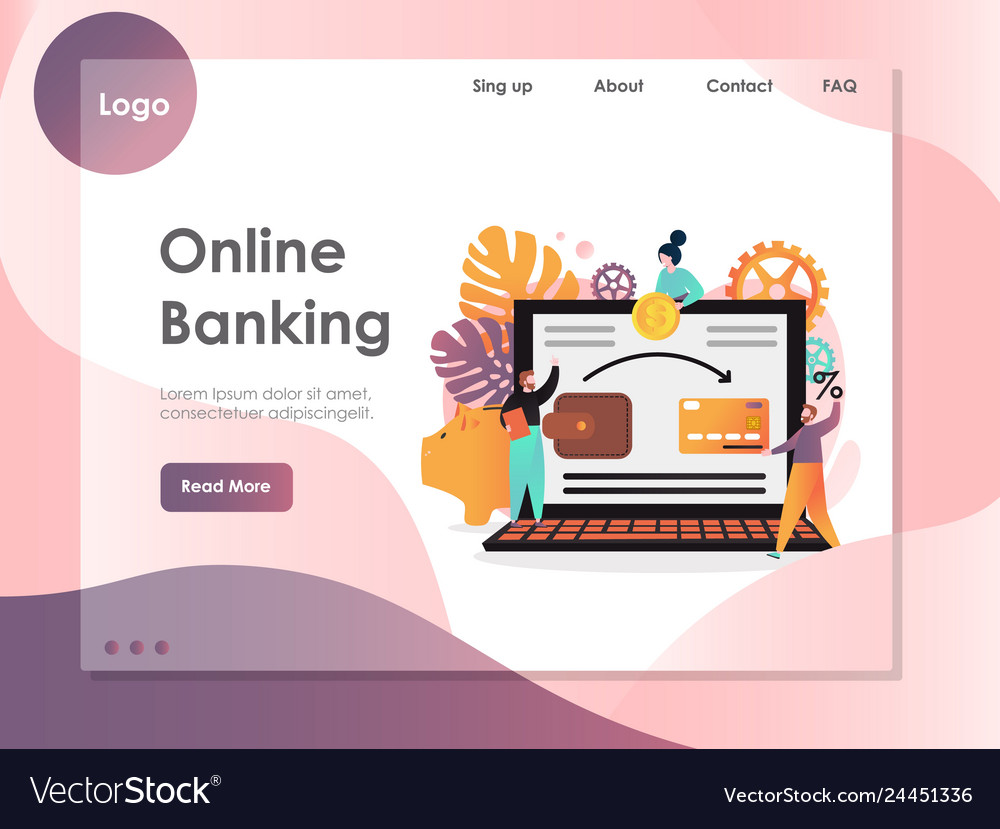 Logo
Sing up About Contact FAQ
Online
Banking
Lorem Ipsum dolor sit amet,
consectetuer adipiscingelit.
Read More
$
%
VectorStock®
VectorStock.com/24451336